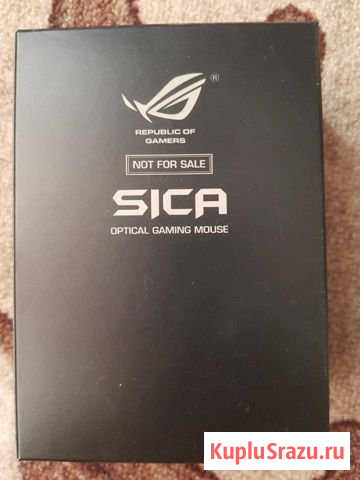 ®
REPUBLIC OF
GAMERS
NOT FOR SALE
SICA
OPTICAL GAMING MOUSE
KupluSrazu.ru